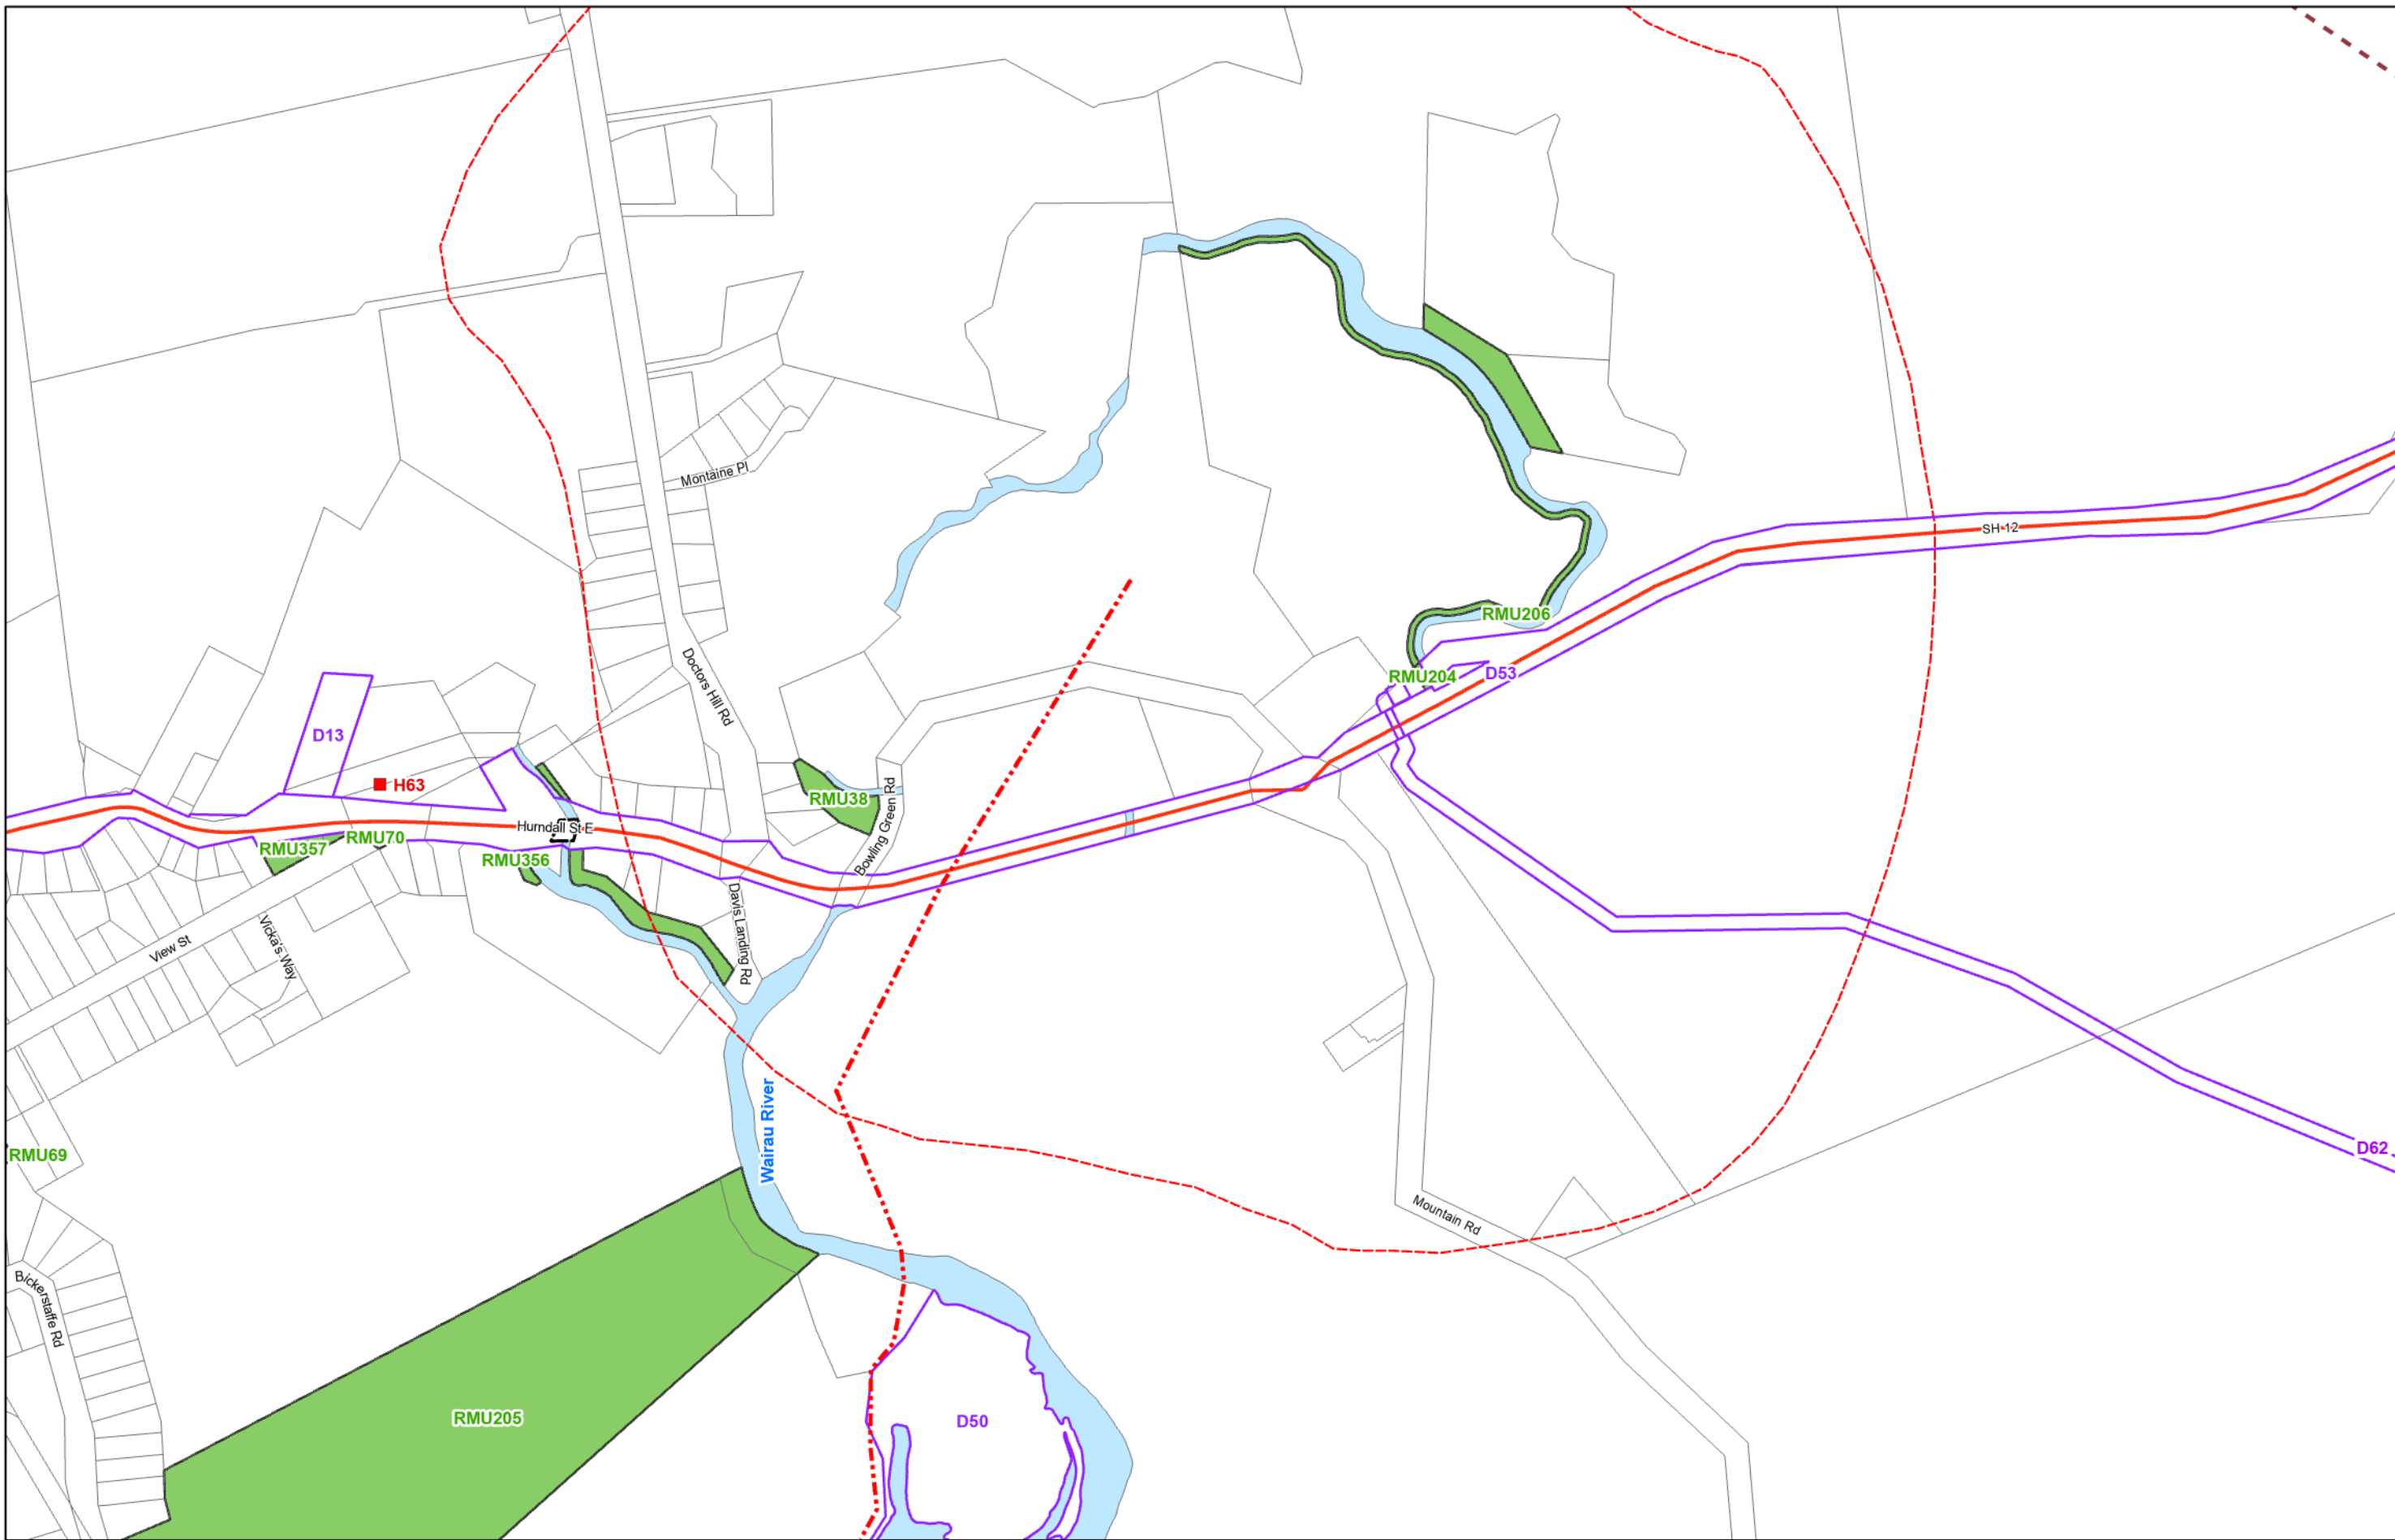 Montaine Pl
SH 12
RMU206
Doctors Hill Rd
RMU204
D53
D13
H63
RMU38
Bowling Green Rd
Hurndall St E
RMU70
RMU357
RMU356
Davis Landing Rd
Vicka's Way
View St
Wairau River
RMU69
D62
Mountain Rd
Bickerstaffe Rd
RMU205
D50